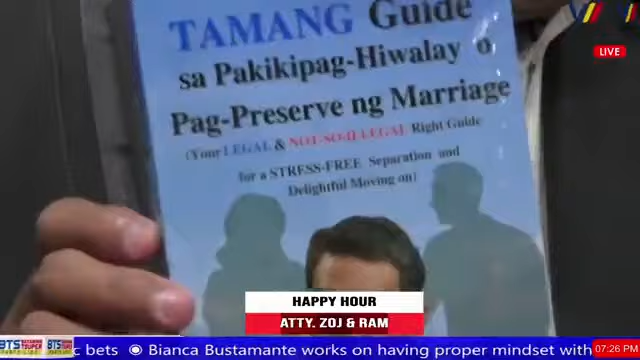 TAMANG Guide
sa Pakikipag-Hiwalay o
Pag-Preserve ng Marriage
(Your LEGAL & NOT-SO-ILLEGAL Right Guide
for a STRESS-FREE Separation and
Delightful Moving on)
LIVE
HAPPY HOUR
ATTY. ZOJ & RAM
BTS
BTS
c bets ◉ Bianca Bustamante works on having proper mindset with
07:26 PM